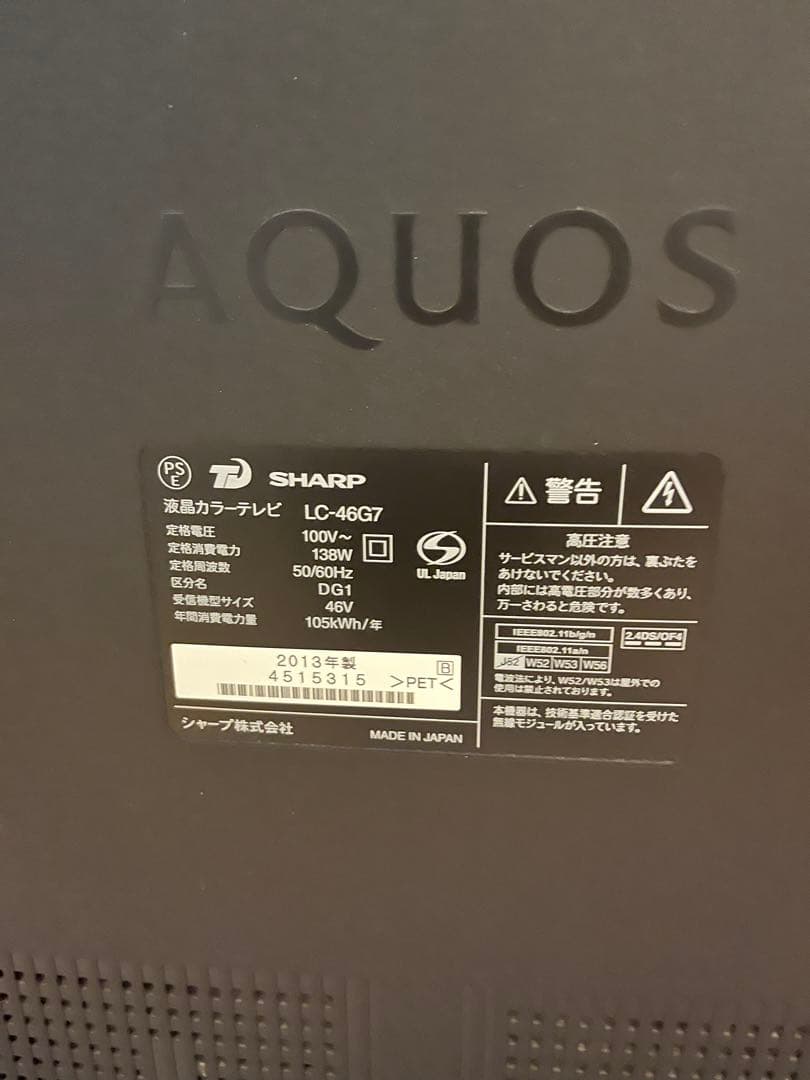 AQUOS
PS
E
SHARP
液晶カラーテレビ LC-46G7
定格電圧 100V～
定格消費電力 138W
定格周波数 50/60Hz
区分名 DG1
受信機型サイズ 46V
年間消費電力量 105kWh/年
UL Japan
2013年製 B
4515315 >PET<
シャープ株式会社
MADE IN JAPAN
警告
高圧注意
サービスマン以外の方は、裏ぶたを
あけないでください。
内部には高電圧部分が数多くあり、
万一さわると危険です。
IEEE802.11b/g/n
2.4DS/OF4
IEEE802.11a/n
J52 W52 W53 W56
電波法により、W52/W53は屋外での
使用は禁止されております。
本機器は、技術基準適合認証を受けた
無線モジュールが入っています。